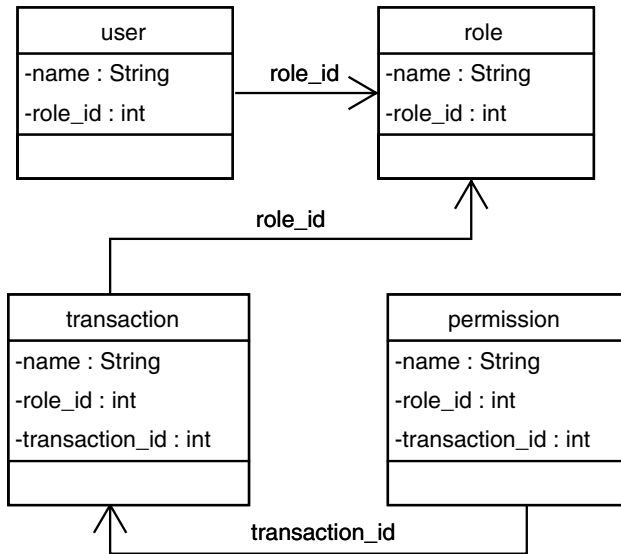 user
-name : String
-role_id : int
role_id
role
-name : String
-role_id : int
role_id
transaction
-name : String
-role_id : int
-transaction_id : int
permission
-name : String
-role_id : int
-transaction_id : int
transaction_id